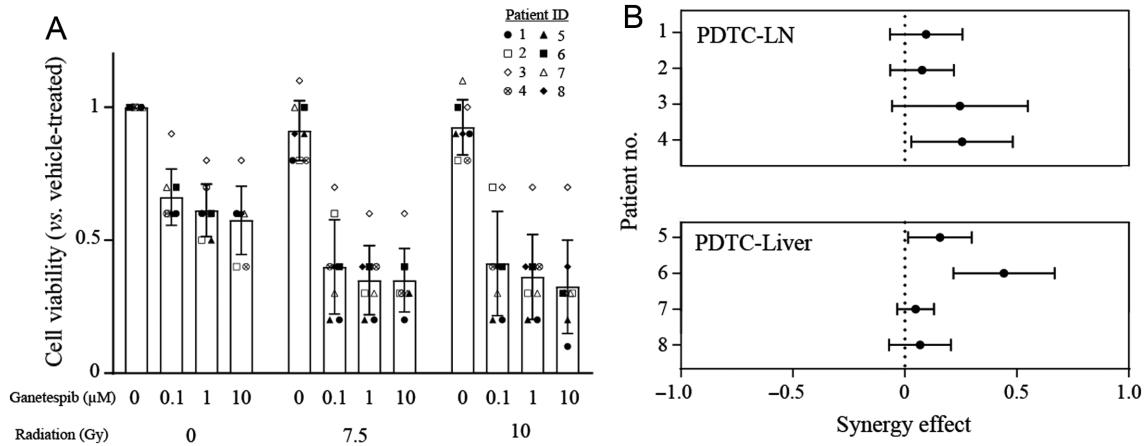 A
Patient ID
1 5
2 6
3 7
4 8
Cell viability (vs. vehicle-treated)
1
0.5
0
Ganetespib (μM) 0 0.1 1 10 0 0.1 1 10 0 0.1 1 10
Radiation (Gy) 0 7.5 10
B
PDTC-LN
1
2
3
4
Patient no.
PDTC-Liver
5
6
7
8
−1.0 −0.5 0 0.5 1.0
Synergy effect